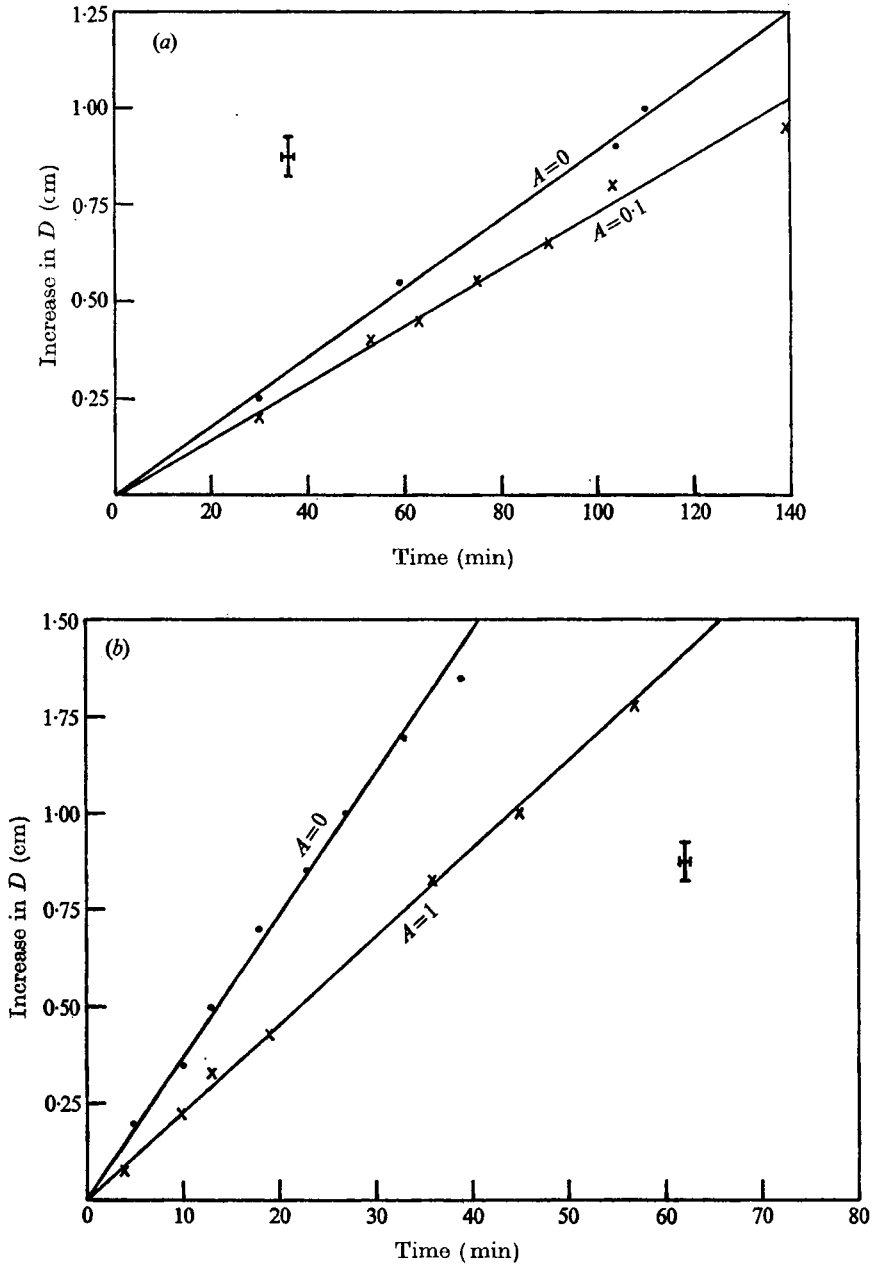 (a)
1·25
1·00
0·75
0·50
0·25
Increase in D (cm)
A=0
A=0·1
0 20 40 60 80 100 120 140
Time (min)
(b)
1·50
1·75
1·00
0·75
0·50
0·25
Increase in D (cm)
A=0
A=1
0 10 20 30 40 50 60 70 80
Time (min)